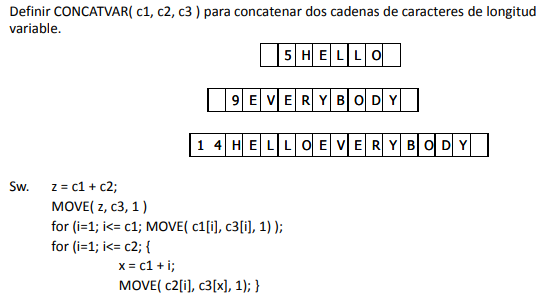 Definir CONCATVAR( c1, c2, c3 ) para concatenar dos cadenas de caracteres de longitud
variable.
5 H E L L O
9 E V E R Y B O D Y
1 4 H E L L O E V E R Y B O D Y
Sw. z = c1 + c2;
MOVE( z, c3, 1 )
for (i=1; i<= c1; MOVE( c1[i], c3[i], 1) );
for (i=1; i<= c2; {
x = c1 + i;
MOVE( c2[i], c3[x], 1); }